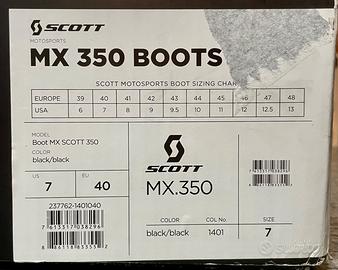 SCOTT
MOTOSPORTS
MX 350 BOOTS
SCOTT MOTORSPORTS BOOT SIZING CHAR
EUROPE 39 40 41 42 43 44 45 46 47 48
USA 6 7 8 9 9.5 10 11 12 12.5 13
MODEL
Boot MX SCOTT 350
COLOR
black/black
US EU
7 40
237762-1401040
7613317038296
SCOTT
MX.350
COLOR COL No. SIZE
black/black 1401 7